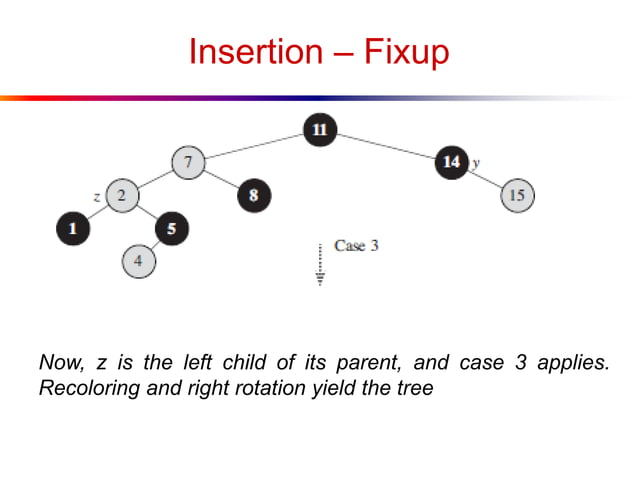 Insertion – Fixup
11
7
14 y
z 2
8
15
1
5
4
Case 3
Now, z is the left child of its parent, and case 3 applies.
Recoloring and right rotation yield the tree